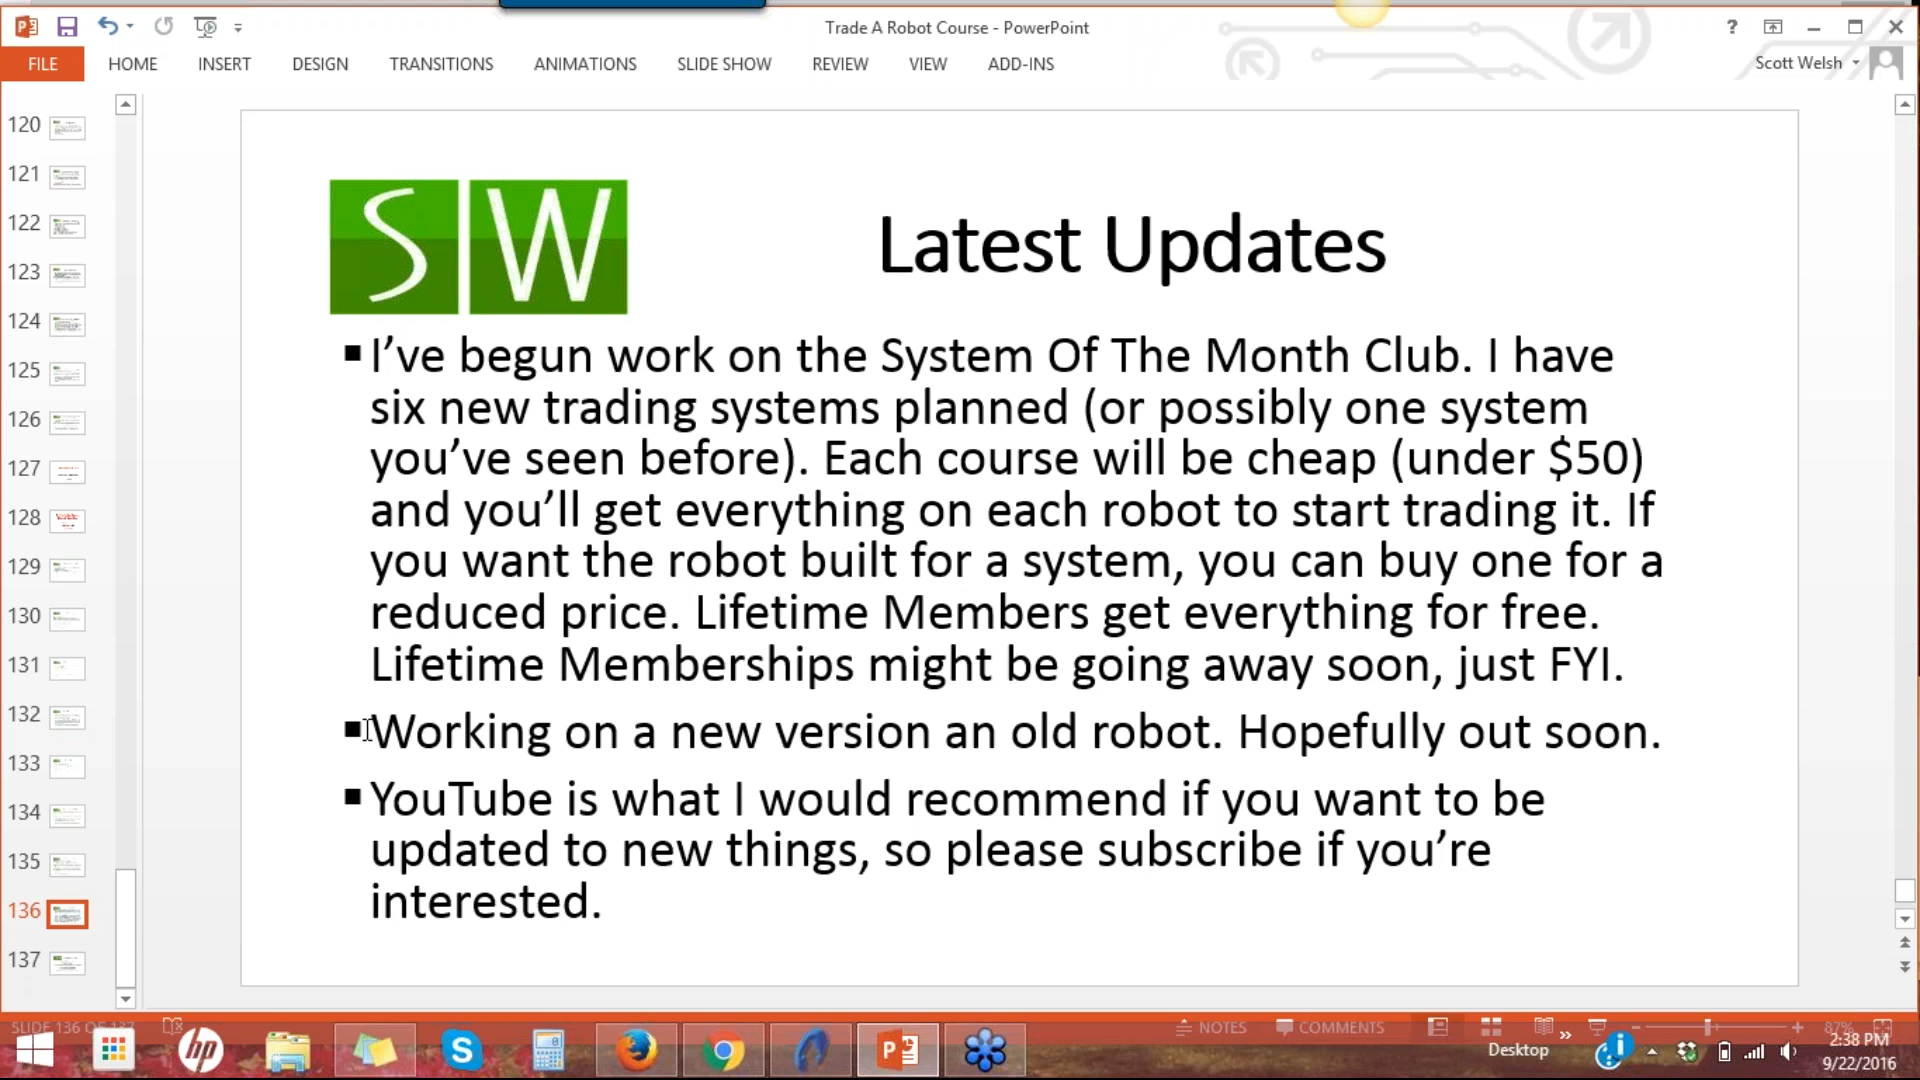 Trade A Robot Course - PowerPoint
?
FILE HOME INSERT DESIGN TRANSITIONS ANIMATIONS SLIDE SHOW REVIEW VIEW ADD-INS
Scott Welsh
120
121
122
123
124
125
126
127
128
129
130
131
132
133
134
135
136
137
SW
Latest Updates
I’ve begun work on the System Of The Month Club. I have
six new trading systems planned (or possibly one system
you’ve seen before). Each course will be cheap (under $50)
and you’ll get everything on each robot to start trading it. If
you want the robot built for a system, you can buy one for a
reduced price. Lifetime Members get everything for free.
Lifetime Memberships might be going away soon, just FYI.
Working on a new version an old robot. Hopefully out soon.
YouTube is what I would recommend if you want to be
updated to new things, so please subscribe if you’re
interested.
SLIDE 136 OF 137
NOTES COMMENTS 87%
hp
Desktop
2:38 PM
9/22/2016